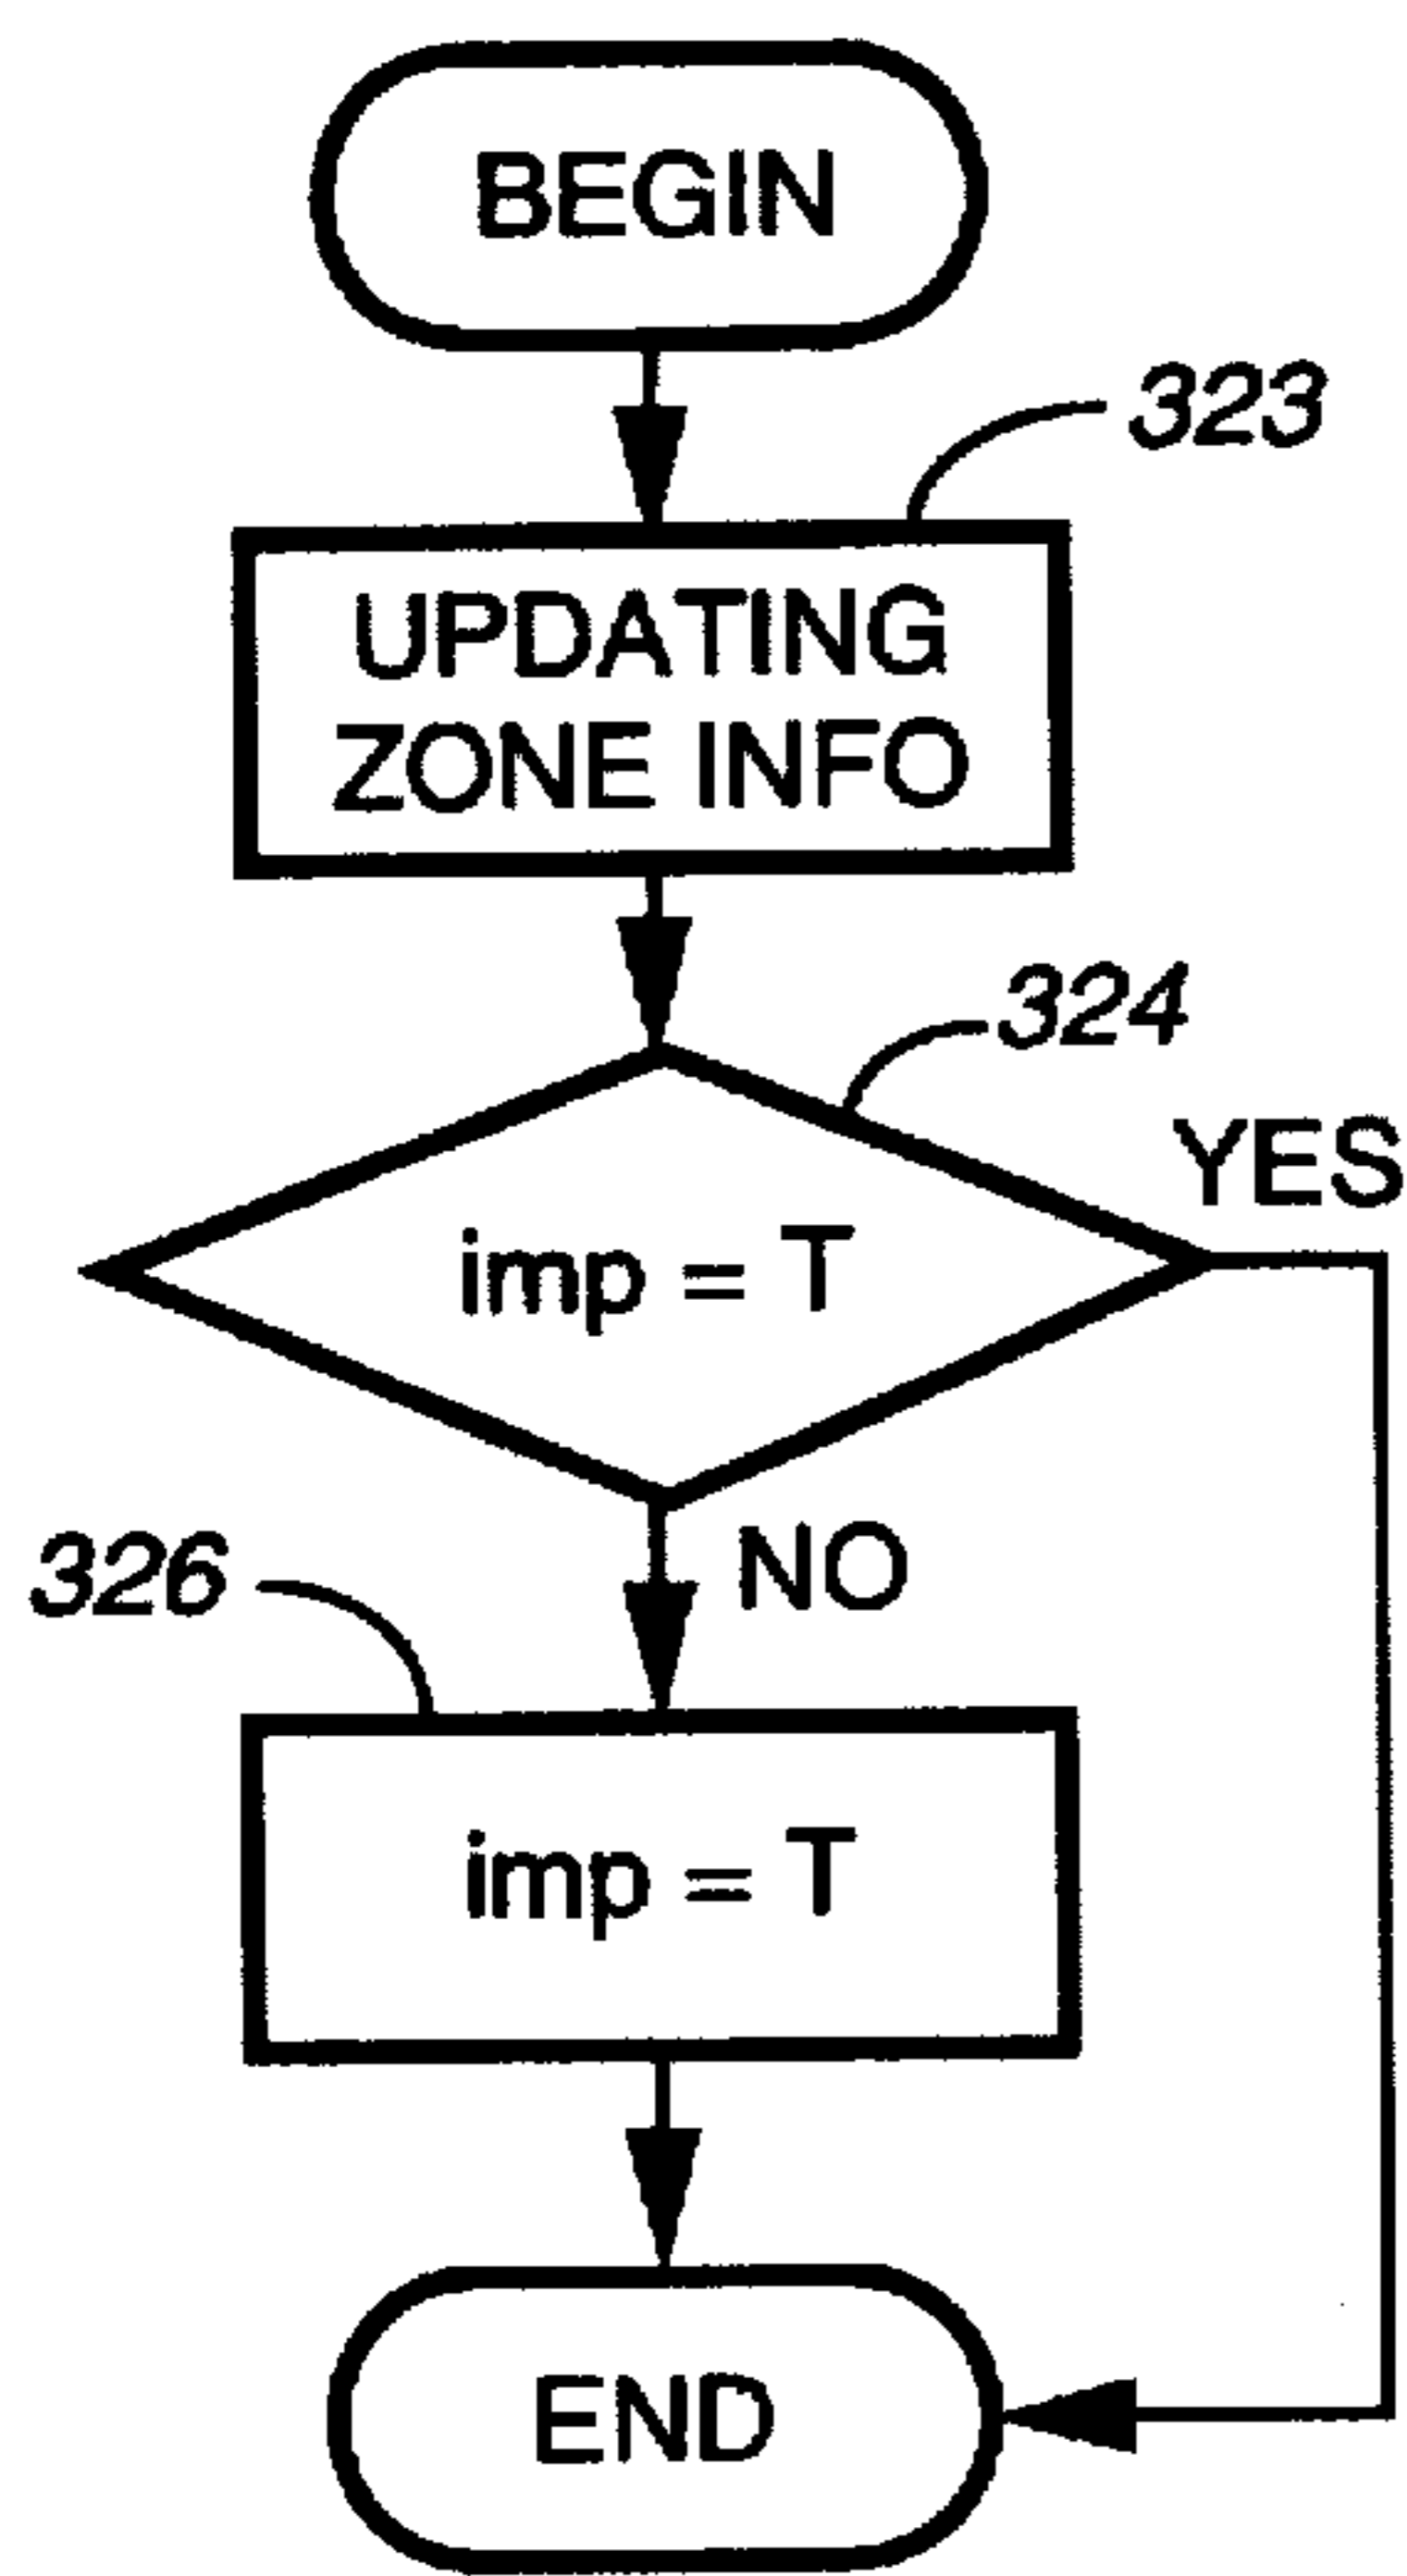 BEGIN
323
UPDATING
ZONE INFO
324
YES
imp = T
NO
326
imp = T
END